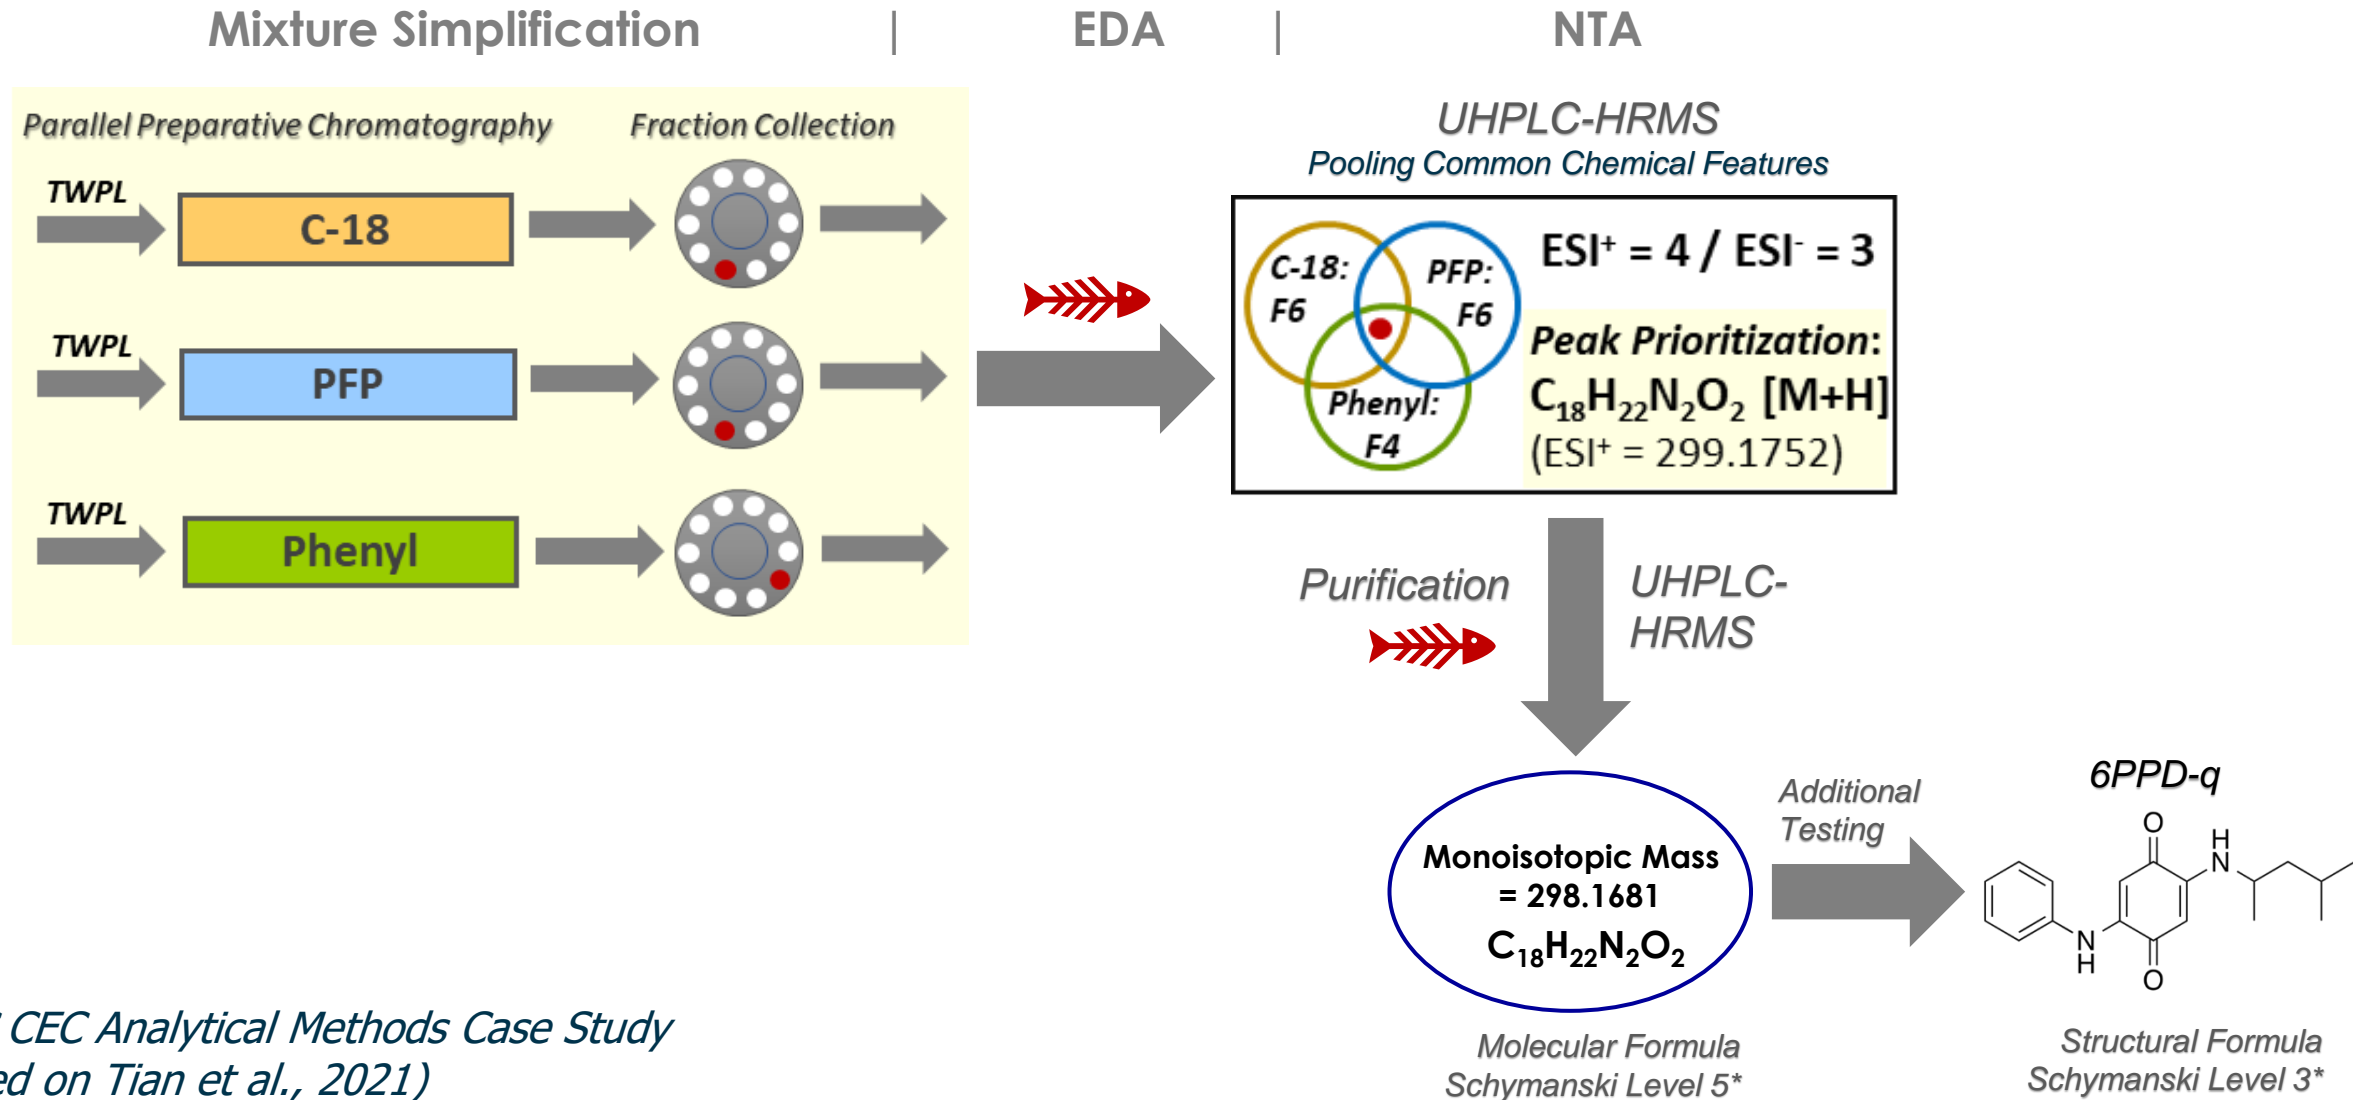 Mixture Simplification | EDA | NTA
Parallel Preparative Chromatography
Fraction Collection
TWPL
C-18
TWPL
PFP
TWPL
Phenyl
UHPLC-HRMS
Pooling Common Chemical Features
C-18:
F6
PFP:
F6
Phenyl:
F4
ESI⁺ = 4 / ESI⁻ = 3
Peak Prioritization:
C₁₈H₂₂N₂O₂ [M+H]
(ESI⁺ = 299.1752)
Purification
UHPLC-
HRMS
Monoisotopic Mass
= 298.1681
C₁₈H₂₂N₂O₂
Molecular Formula
Schymanski Level 5*
Additional
Testing
6PPD-q
O
H
N
N
H
O
Structural Formula
Schymanski Level 3*
CEC Analytical Methods Case Study
on Tian et al., 2021)